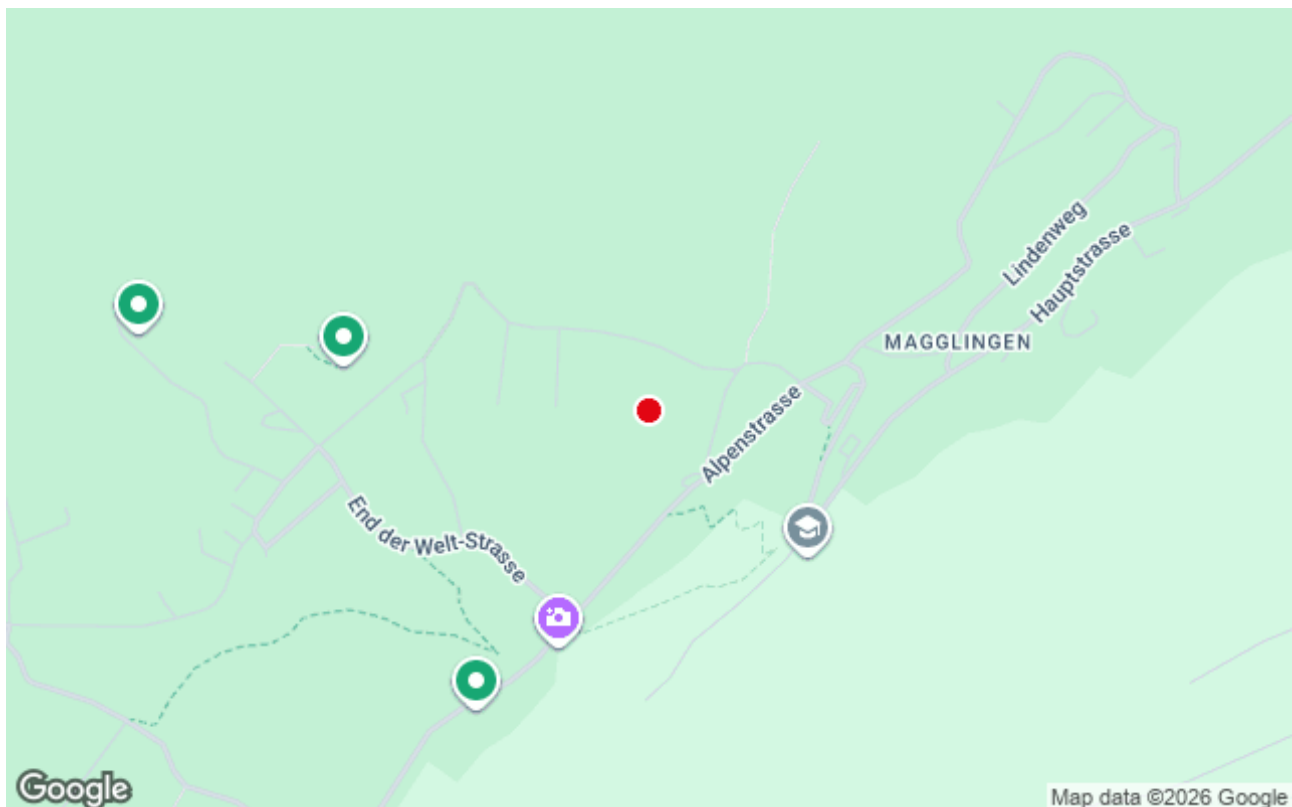 Lindenweg
Hauptstrasse
MAGGLINGEN
Alpenstrasse
End der Welt-Strasse
Google
Map data ©2026 Google